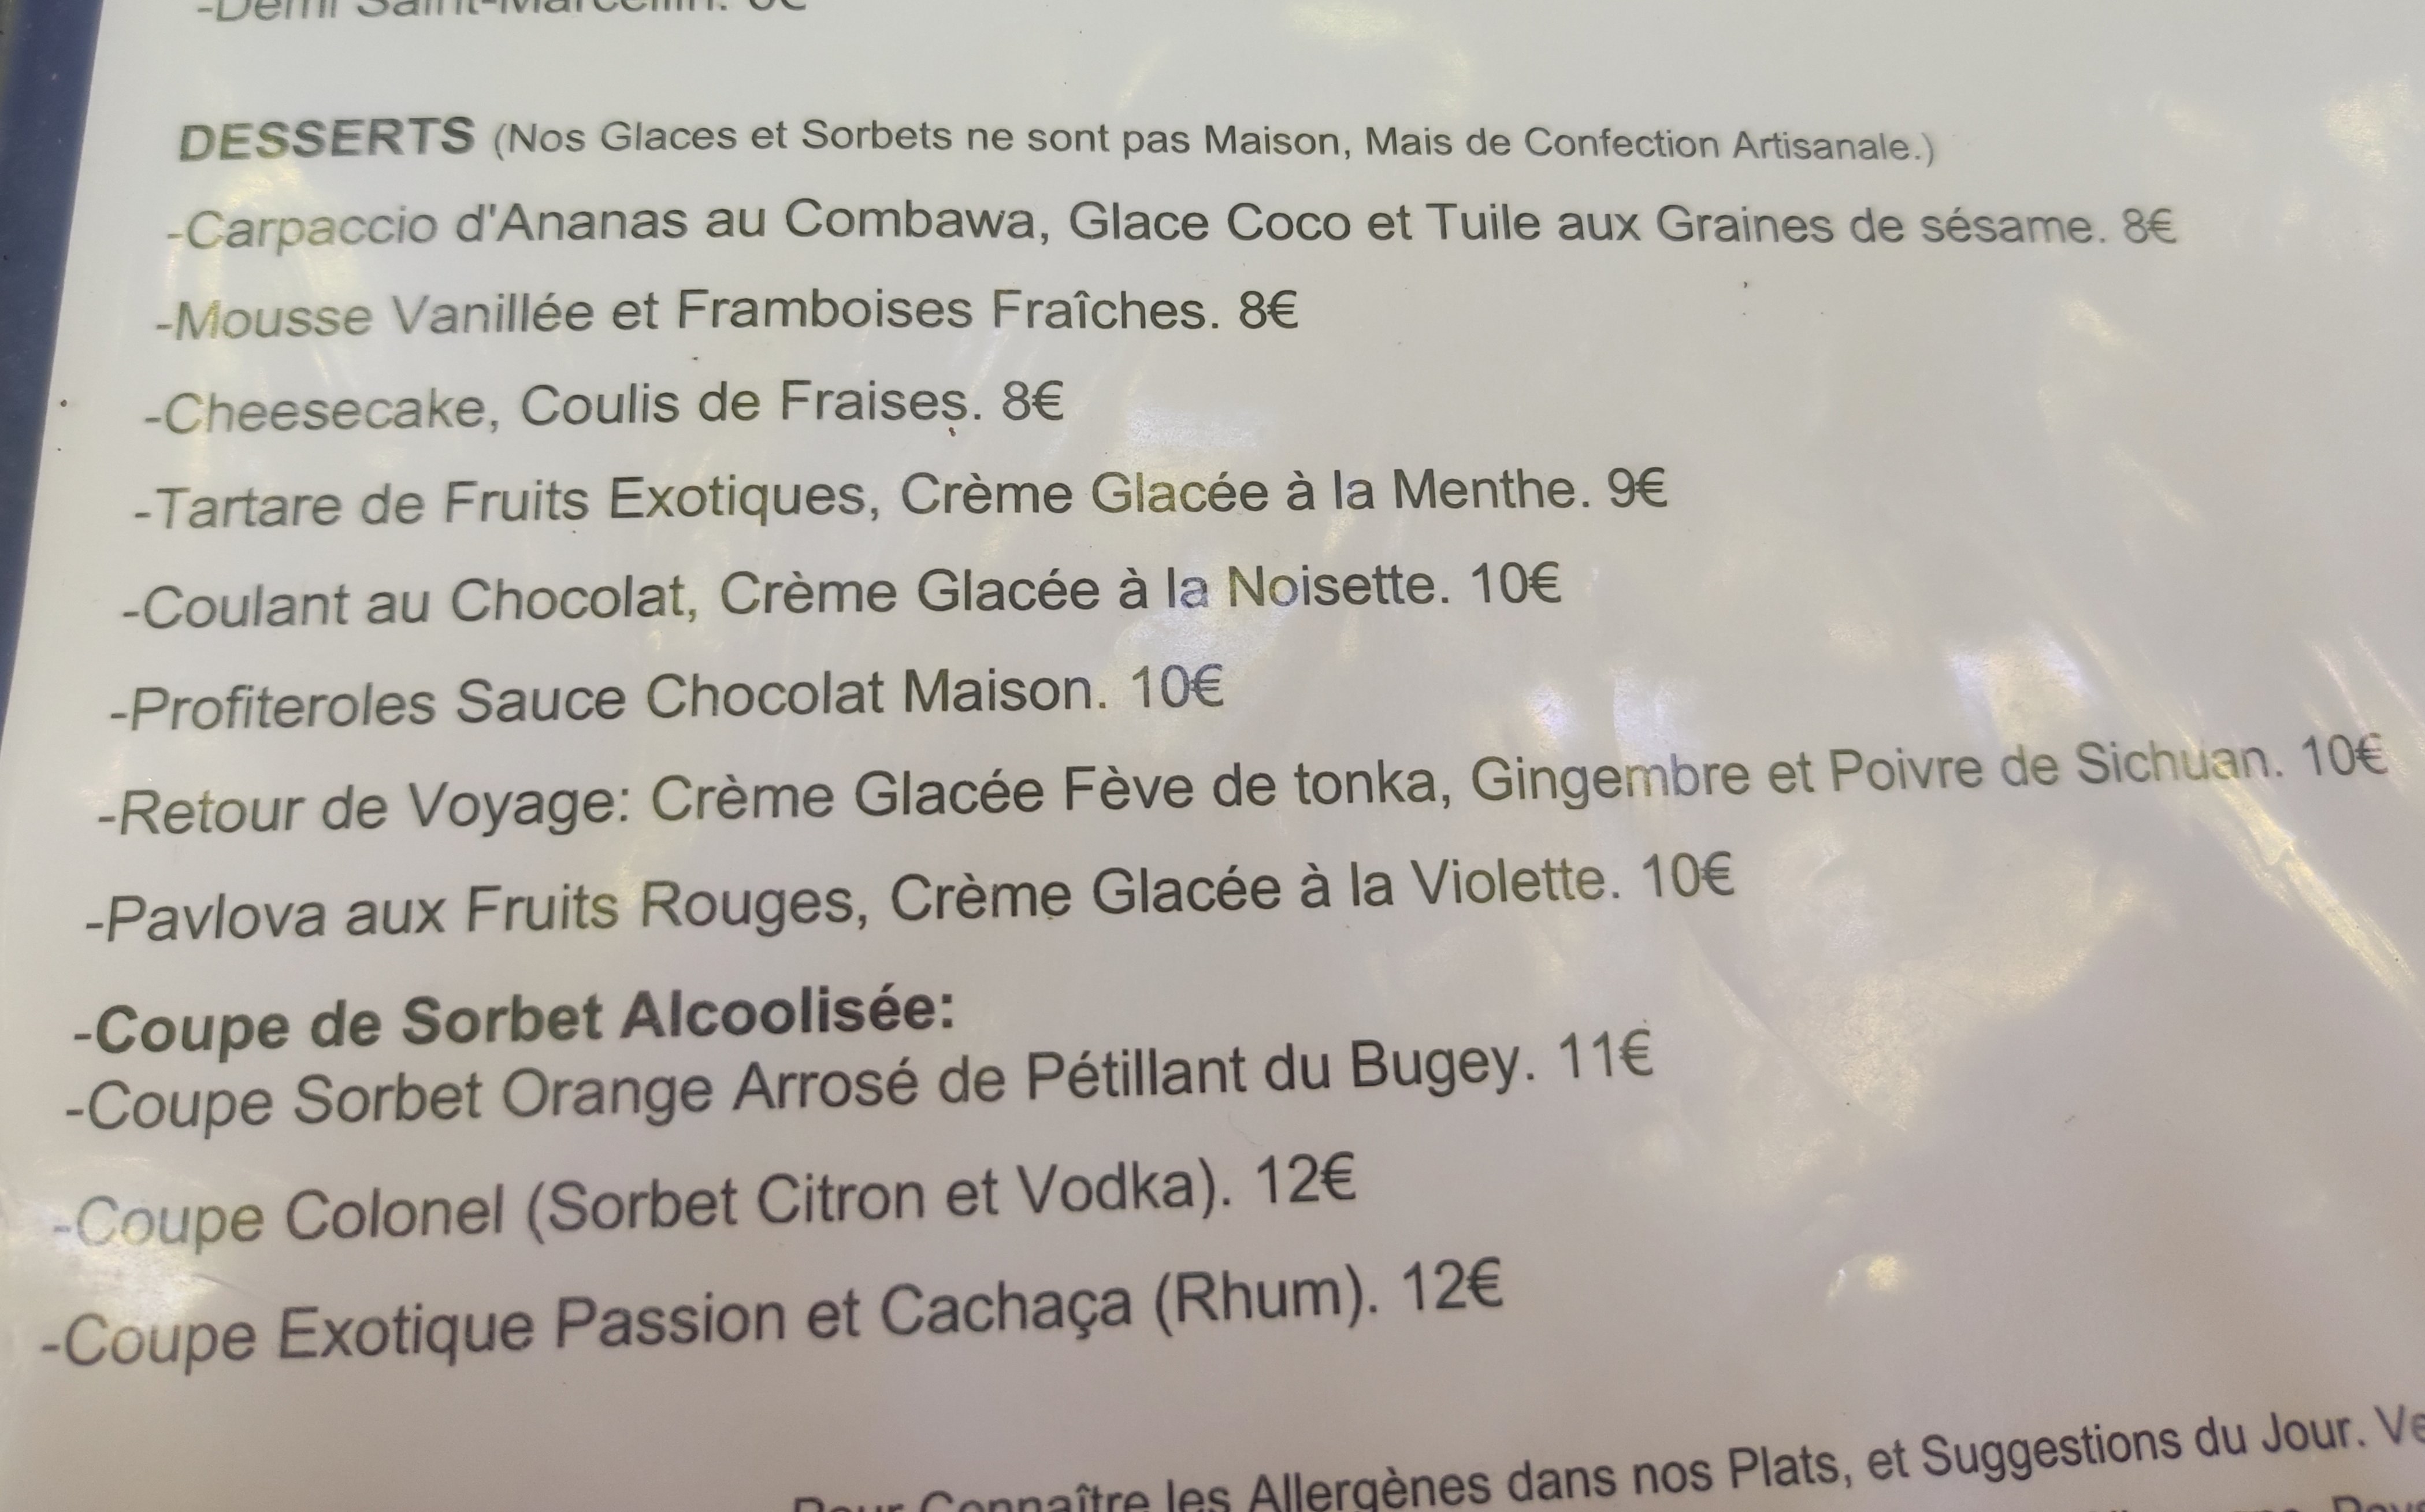 -Demi Saint-Marcellin. 6€
DESSERTS (Nos Glaces et Sorbets ne sont pas Maison, Mais de Confection Artisanale.)
-Carpaccio d'Ananas au Combawa, Glace Coco et Tuile aux Graines de sésame. 8€
-Mousse Vanillée et Framboises Fraîches. 8€
-Cheesecake, Coulis de Fraises. 8€
-Tartare de Fruits Exotiques, Crème Glacée à la Menthe. 9€
-Coulant au Chocolat, Crème Glacée à la Noisette. 10€
-Profiteroles Sauce Chocolat Maison. 10€
-Retour de Voyage: Crème Glacée Fève de tonka, Gingembre et Poivre de Sichuan. 10€
-Pavlova aux Fruits Rouges, Crème Glacée à la Violette. 10€
-Coupe de Sorbet Alcoolisée:
-Coupe Sorbet Orange Arrosé de Pétillant du Bugey. 11€
-Coupe Colonel (Sorbet Citron et Vodka). 12€
-Coupe Exotique Passion et Cachaça (Rhum). 12€
Pour Connaître les Allergènes dans nos Plats, et Suggestions du Jour.